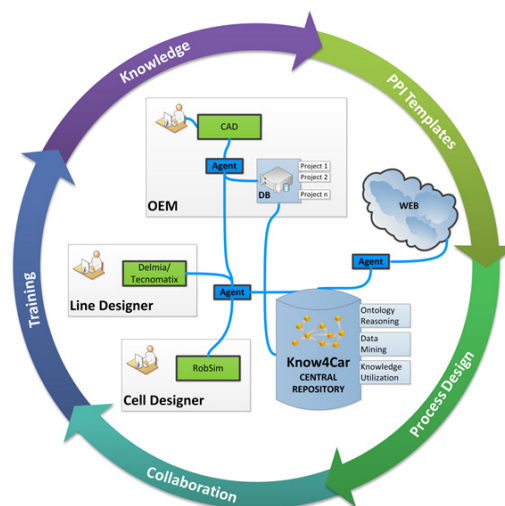 Knowledge
PPI Templates
CAD
Agent
Project 1
Project 2
Project n
DB
OEM
WEB
Delmia/
Tecnomatix
Line Designer
Agent
Agent
Ontology
Reasoning
Data
Mining
Knowledge
Utilization
Know4Car
CENTRAL
REPOSITORY
RobSim
Cell Designer
Training
Process Design
Collaboration